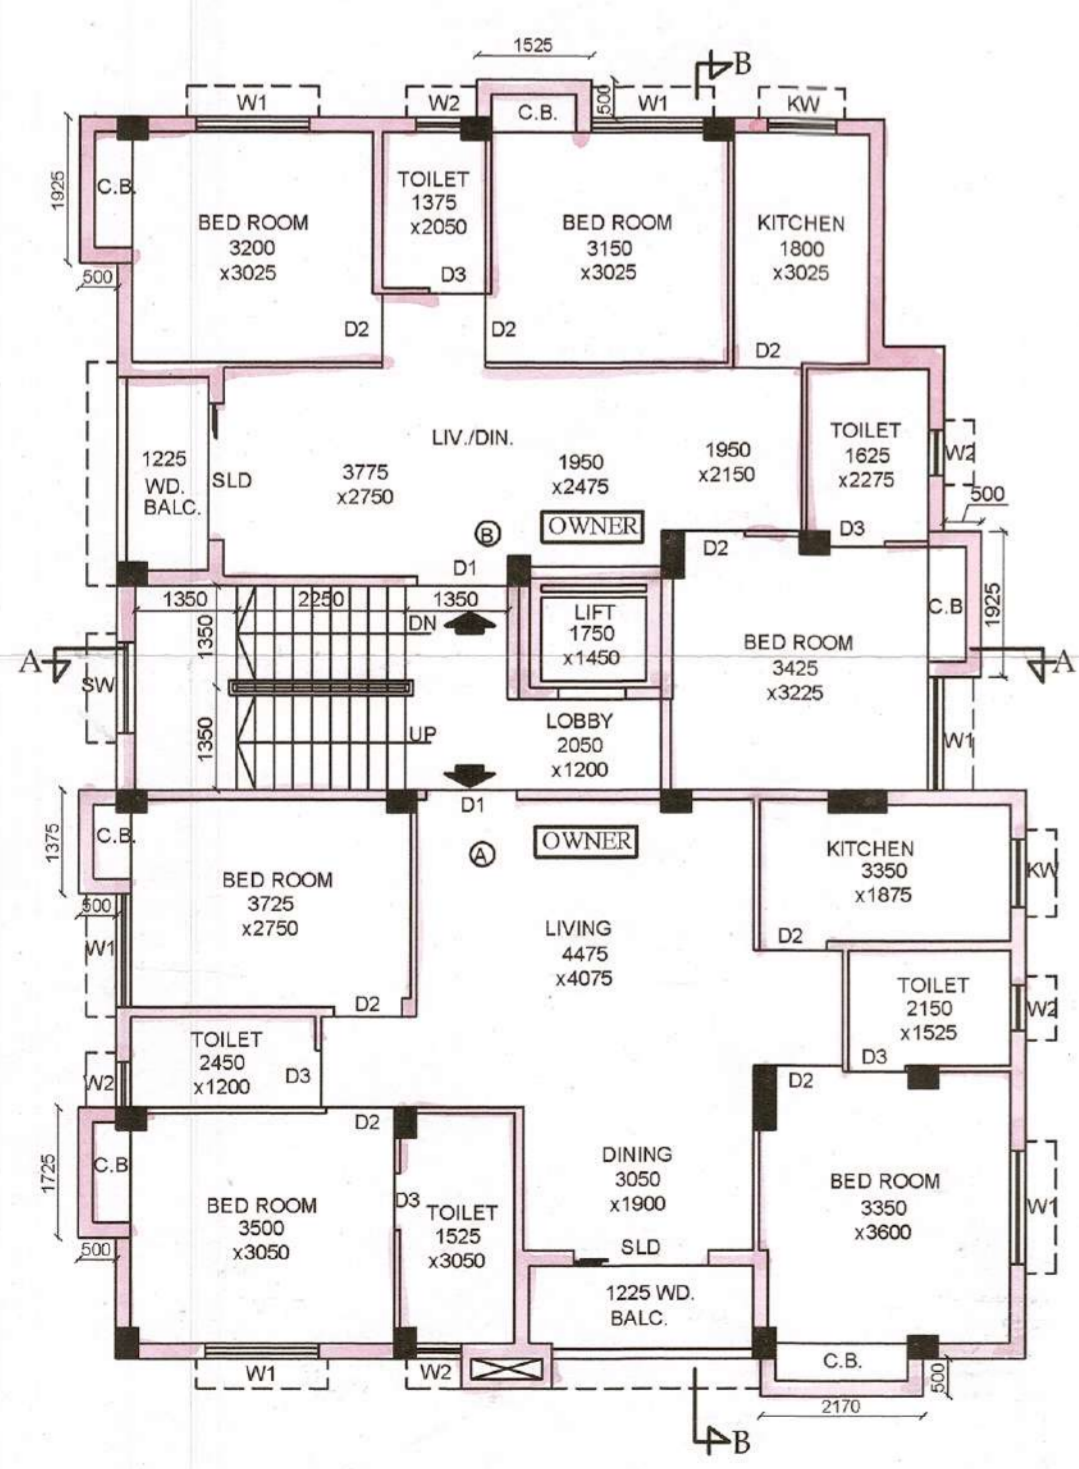 1525
B
W1
W2
C.B.
500
W1
KW
1925
C.B.
500
BED ROOM
3200
x3025
TOILET
1375
x2050
D3
BED ROOM
3150
x3025
KITCHEN
1800
x3025
D2
D2
D2
LIV./DIN.
1225
WD.
BALC.
SLD
3775
x2750
1950
x2475
1950
x2150
TOILET
1625
x2275
W2
500
B
OWNER
D2
D3
D1
1350
2250
1350
LIFT
1750
x1450
DN
1350
C.B
1925
BED ROOM
3425
x3225
A
A
SW
1350
UP
LOBBY
2050
x1200
W1
D1
A
OWNER
1375
C.B.
500
W1
BED ROOM
3725
x2750
KITCHEN
3350
x1875
KW
D2
LIVING
4475
x4075
D2
TOILET
2150
x1525
W2
D3
TOILET
2450
x1200
D3
W2
D2
D2
1725
C.B
500
BED ROOM
3500
x3050
D3
TOILET
1525
x3050
DINING
3050
x1900
SLD
BED ROOM
3350
x3600
W1
1225 WD.
BALC.
W1
W2
C.B.
500
2170
B